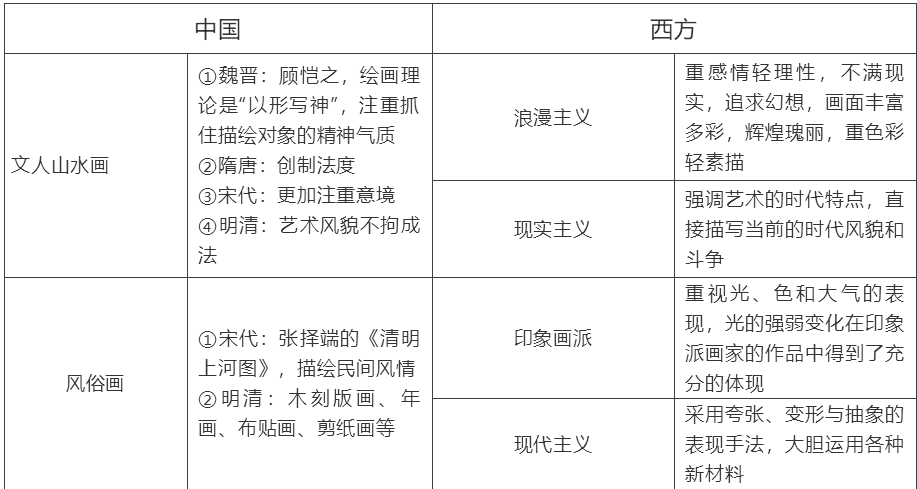 中国
西方
文人山水画
①魏晋：顾恺之，绘画理
论是“以形写神”，注重抓
住描绘对象的精神气质
②隋唐：创制法度
③宋代：更加注重意境
④明清：艺术风貌不拘成
法
浪漫主义
重感情轻理性，不满现
实，追求幻想，画面丰富
多彩，辉煌瑰丽，重色彩
轻素描
现实主义
强调艺术的时代特点，直
接描写当前的时代风貌和
斗争
风俗画
①宋代：张择端的《清明
上河图》，描绘民间风情
②明清：木刻版画、年
画、布贴画、剪纸画等
印象画派
重视光、色和大气的表
现，光的强弱变化在印象
派画家的作品中得到了充
分的体现
现代主义
采用夸张、变形与抽象的
表现手法，大胆运用各种
新材料